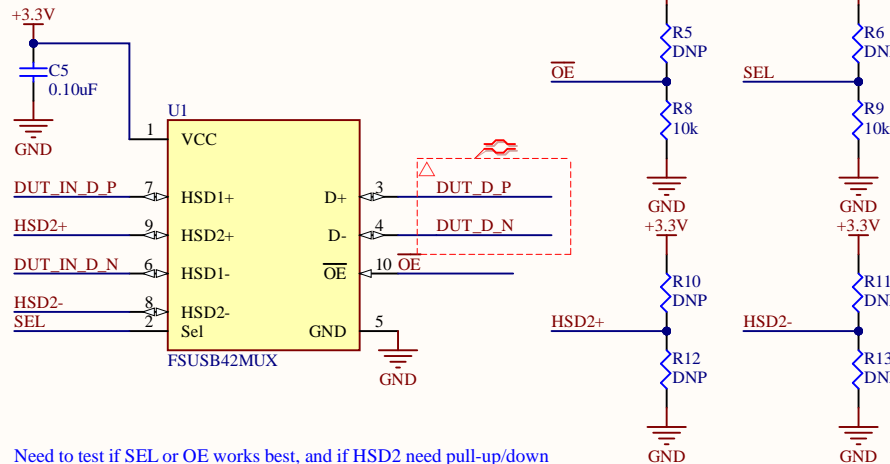 +3.3V
C5
0.10uF
GND
U1
FSUSB42MUX
1 VCC
DUT_IN_D_P 7 HSD1+
HSD2+ 9 HSD2+
DUT_IN_D_N 6 HSD1-
HSD2- 8 HSD2-
SEL 2 Sel
D+ 3 DUT_D_P
D- 4 DUT_D_N
OE 10 OE
GND 5
GND
OE
R5
DNP
R8
10k
GND
SEL
R6
R9
10k
GND
+3.3V
HSD2+
R10
DNP
R12
DNP
GND
+3.3V
HSD2-
R11
R13
GND
Need to test if SEL or OE works best, and if HSD2 need pull-up/down